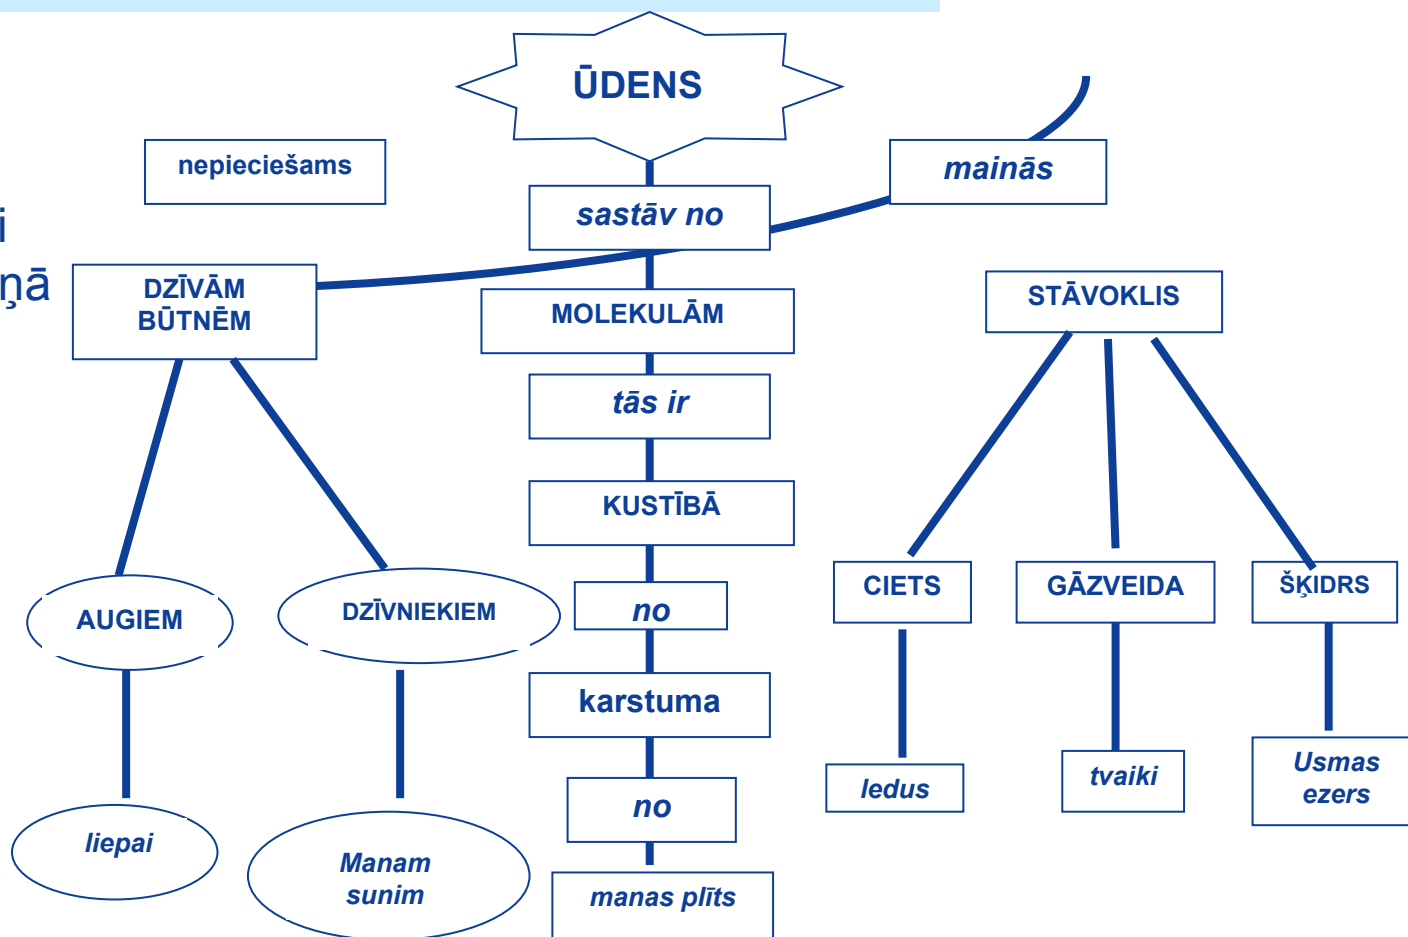 ŪDENS
nepieciešams
sastāv no
mainās
i
ņā
DZĪVĀM
BŪTNĒM
MOLEKULĀM
STĀVOKLIS
tās ir
KUSTĪBĀ
AUGIEM
DZĪVNIEKIEM
no
CIETS
GĀZVEIDA
ŠĶIDRS
karstuma
ledus
tvaiki
Usmas
ezers
no
liepai
Manam
sunim
manas plīts